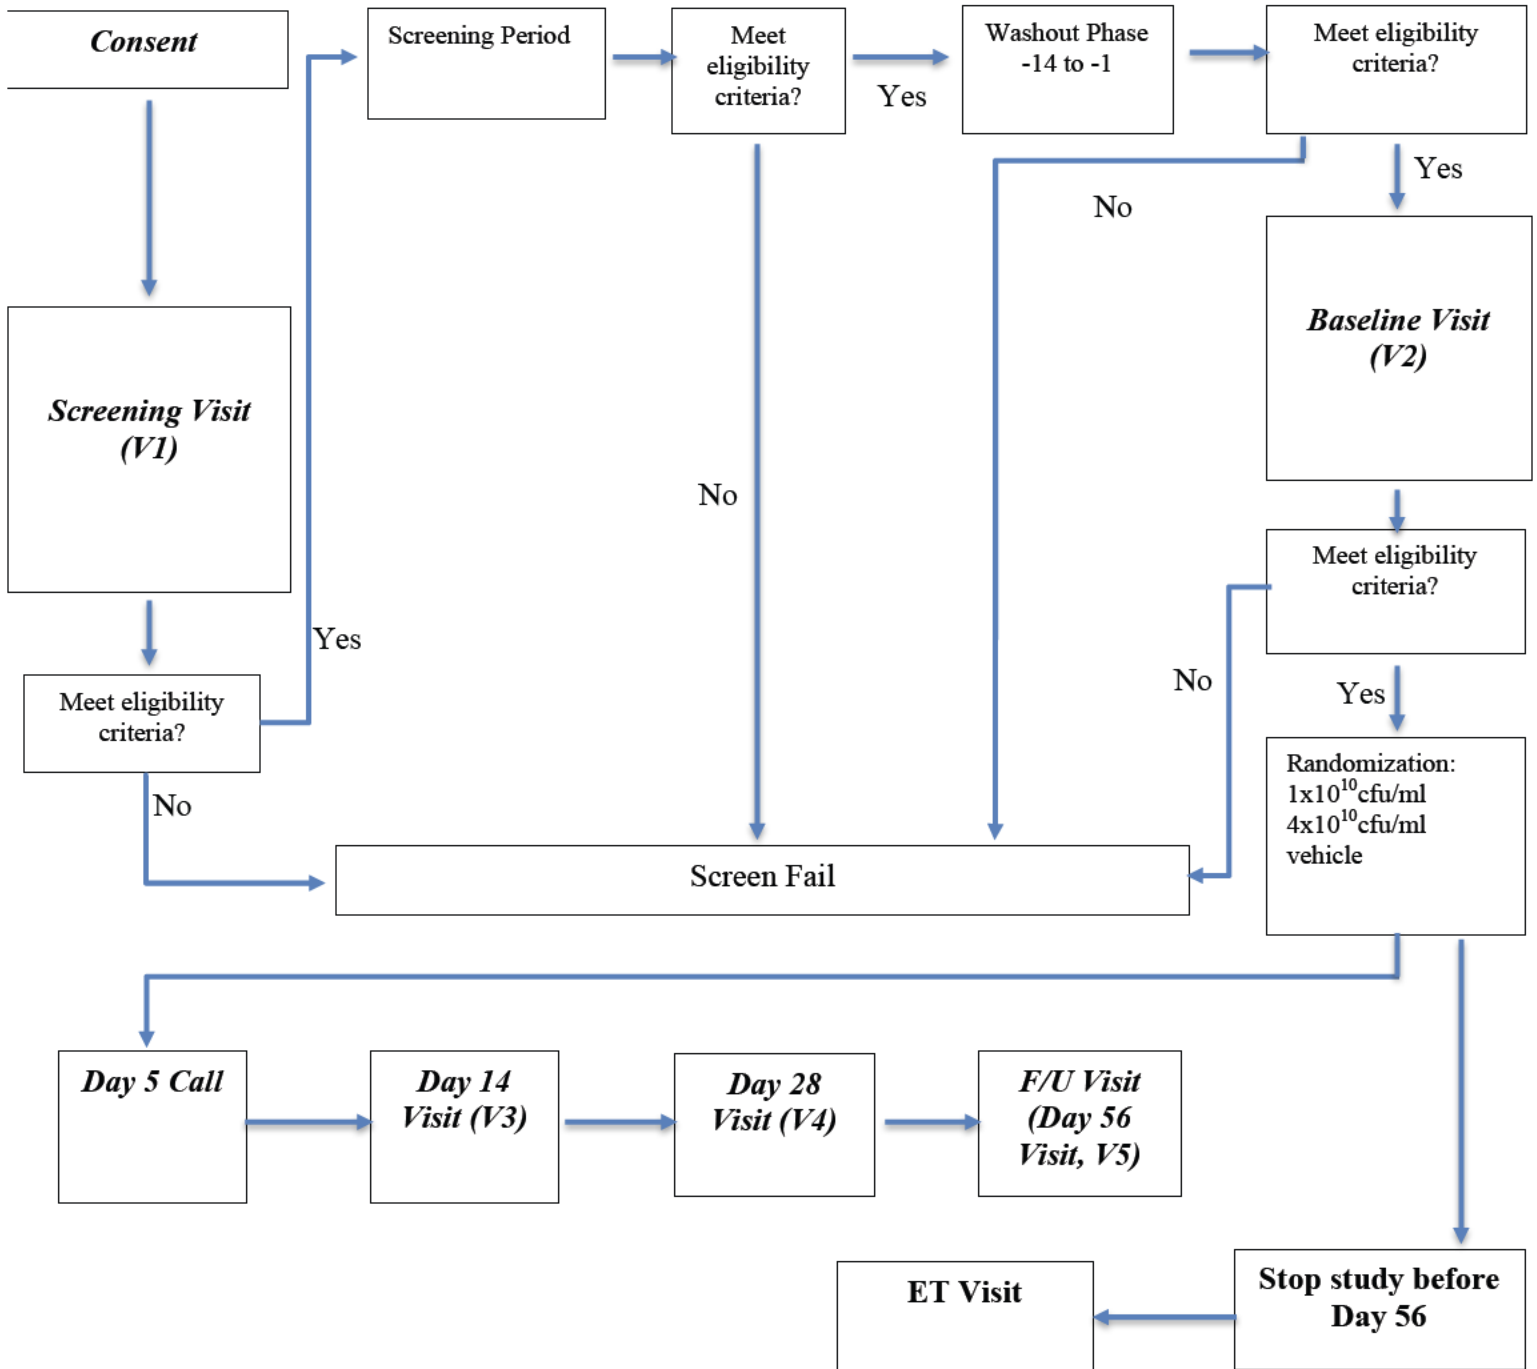 Consent
Screening Period
Meet
eligibility
criteria?
Yes
Washout Phase
-14 to -1
Meet eligibility
criteria?
No
Yes
Screening Visit
(V1)
Baseline Visit
(V2)
No
Meet eligibility
criteria?
Yes
Meet eligibility
criteria?
No
No
Yes
Randomization:
1x10¹⁰cfu/ml
4x10¹⁰cfu/ml
vehicle
Screen Fail
Day 5 Call
Day 14
Visit (V3)
Day 28
Visit (V4)
F/U Visit
(Day 56
Visit, V5)
ET Visit
Stop study before
Day 56